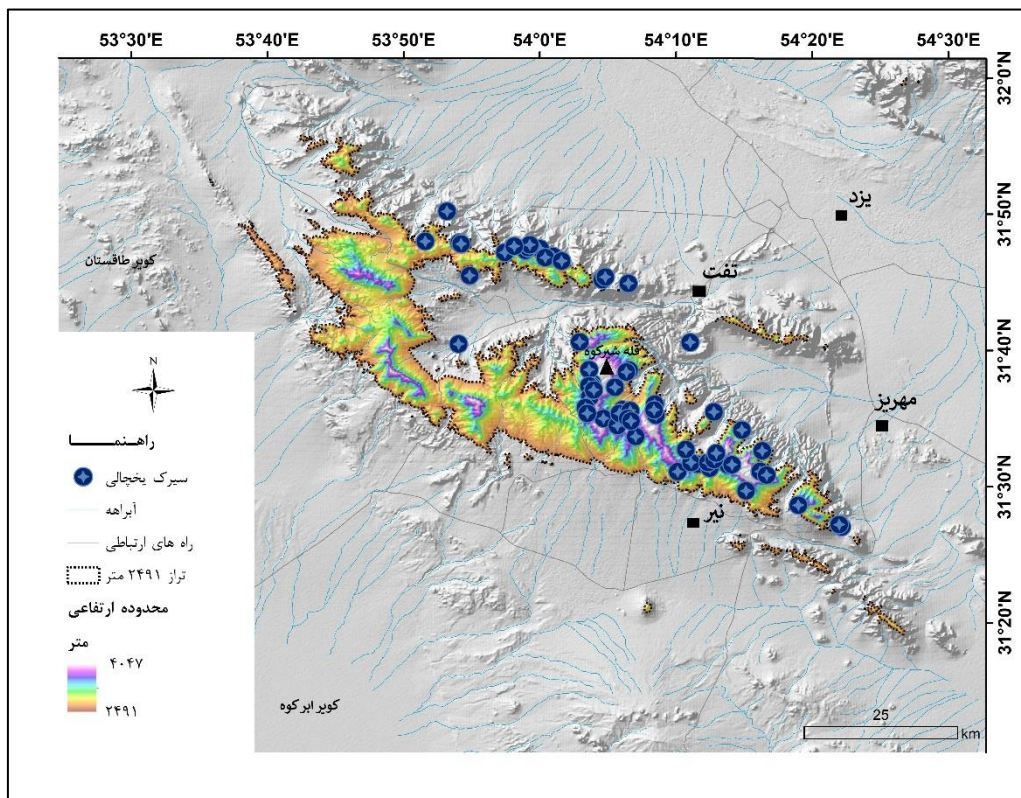 53°30'E 53°40'E 53°50'E 54°0'E 54°10'E 54°20'E 54°30'E
32°0'N
31°50'N
31°40'N
31°30'N
31°20'N
یزد
تفت
کویر طاقستان
قله شیرکوه
مهریز
نیر
کویر ابرکوه
N
راهنما
سیرک یخچالی
آبراهه
راه های ارتباطی
تراز ۲۴۹۱ متر
محدوده ارتفاعی
متر
۴۰۴۷
۲۴۹۱
25
km